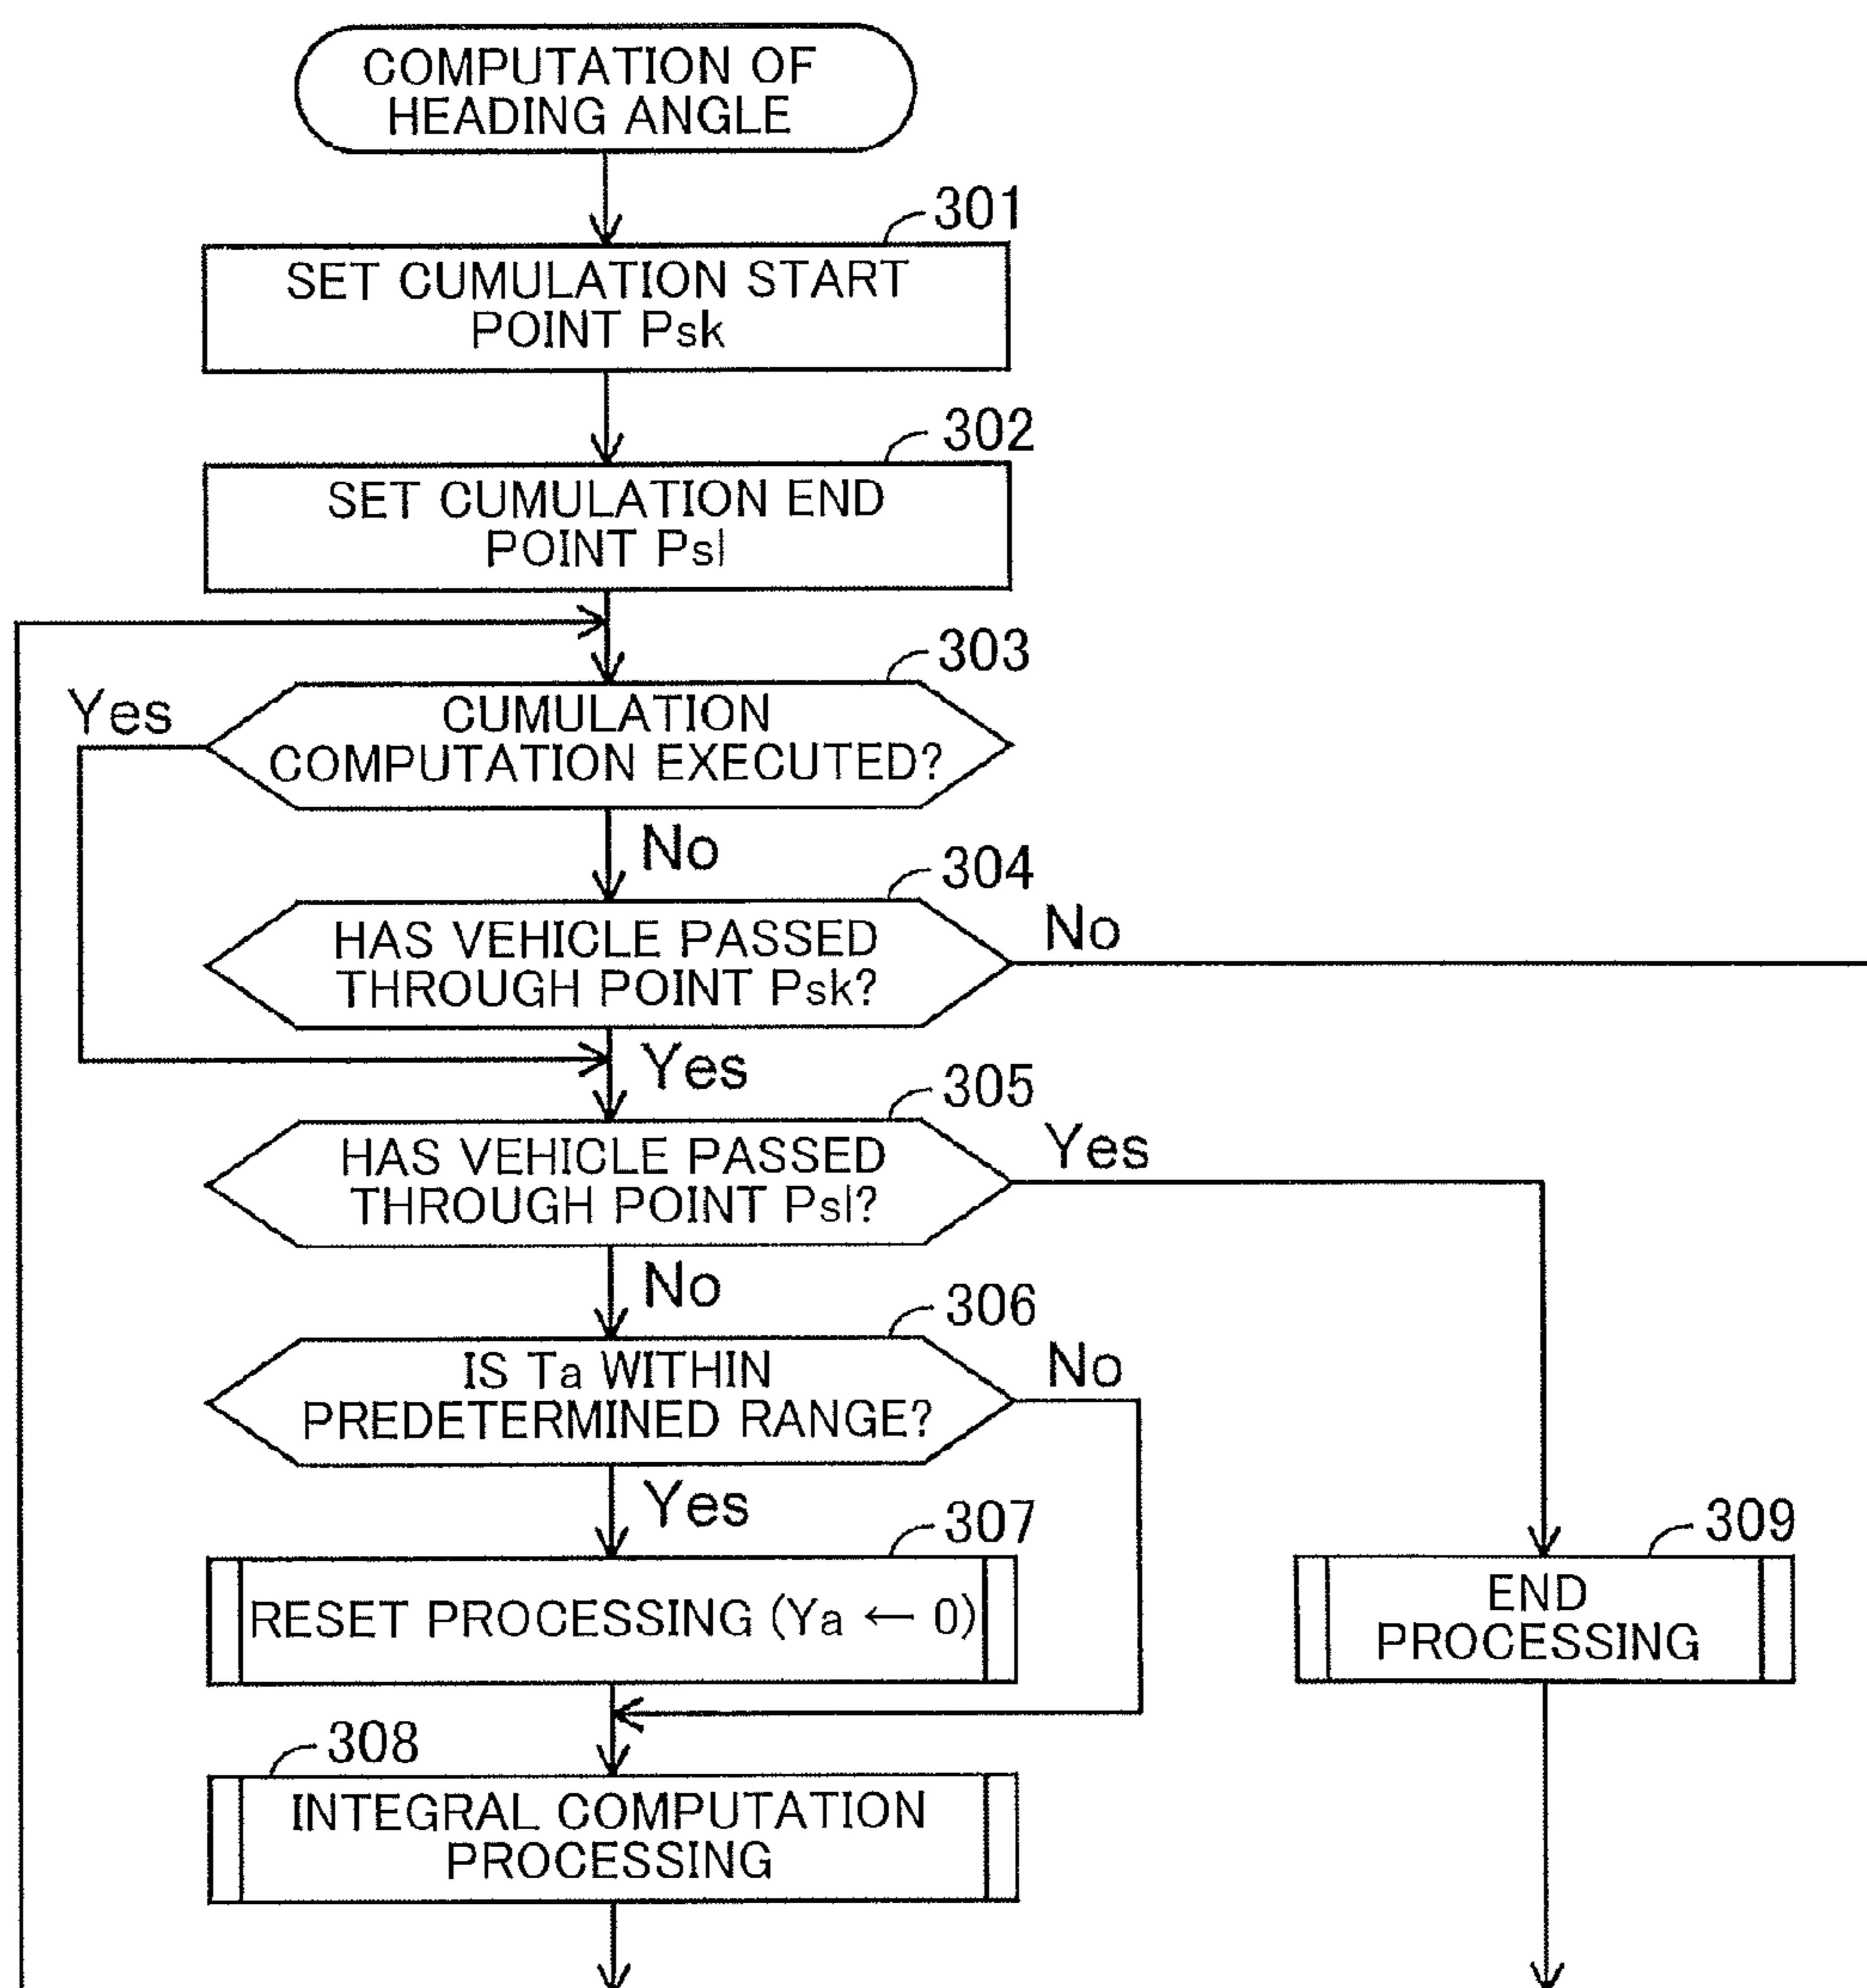 COMPUTATION OF
HEADING ANGLE
301
SET CUMULATION START
POINT Psk
302
SET CUMULATION END
POINT Psl
303
Yes
CUMULATION
COMPUTATION EXECUTED?
No
304
HAS VEHICLE PASSED
THROUGH POINT Psk?
No
Yes
305
HAS VEHICLE PASSED
THROUGH POINT Psl?
Yes
No
306
IS Ta WITHIN
PREDETERMINED RANGE?
No
Yes
307
RESET PROCESSING (Ya ← 0)
309
END
PROCESSING
308
INTEGRAL COMPUTATION
PROCESSING